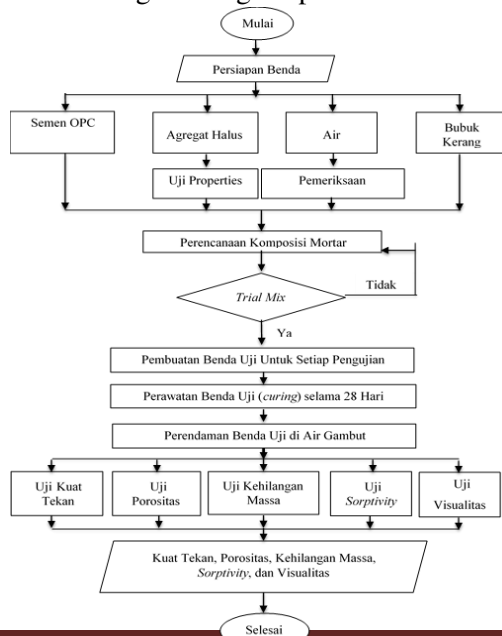 Mulai
Persiapan Benda
Semen OPC
Agregat Halus
Air
Bubuk
Kerang
Uji Properties
Pemeriksaan
Perencanaan Komposisi Mortar
Trial Mix
Tidak
Ya
Pembuatan Benda Uji Untuk Setiap Pengujian
Perawatan Benda Uji (curing) selama 28 Hari
Perendaman Benda Uji di Air Gambut
Uji Kuat
Tekan
Uji
Porositas
Uji Kehilangan
Massa
Uji
Sorptivity
Uji
Visualitas
Kuat Tekan, Porositas, Kehilangan Massa,
Sorptivity, dan Visualitas
Selesai